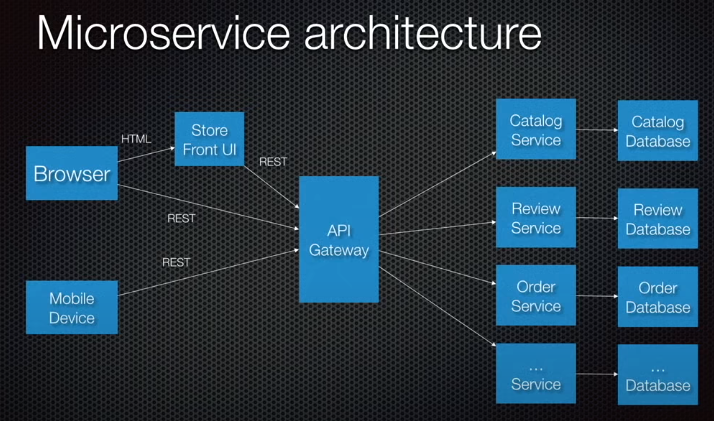 Microservice architecture
HTML
Store
Front UI
Browser
REST
REST
REST
Mobile
Device
API
Gateway
Catalog
Service
Catalog
Database
Review
Service
Review
Database
Order
Service
Order
Database
...
Service
...
Database